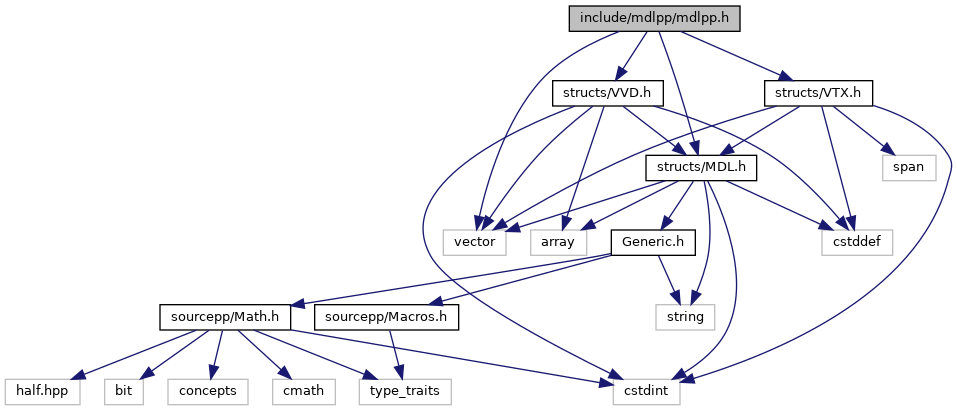 include/mdlpp/mdlpp.h
structs/VVD.h
structs/VTX.h
structs/MDL.h
span
vector
array
Generic.h
cstddef
sourcepp/Math.h
sourcepp/Macros.h
string
half.hpp
bit
concepts
cmath
type_traits
cstdint